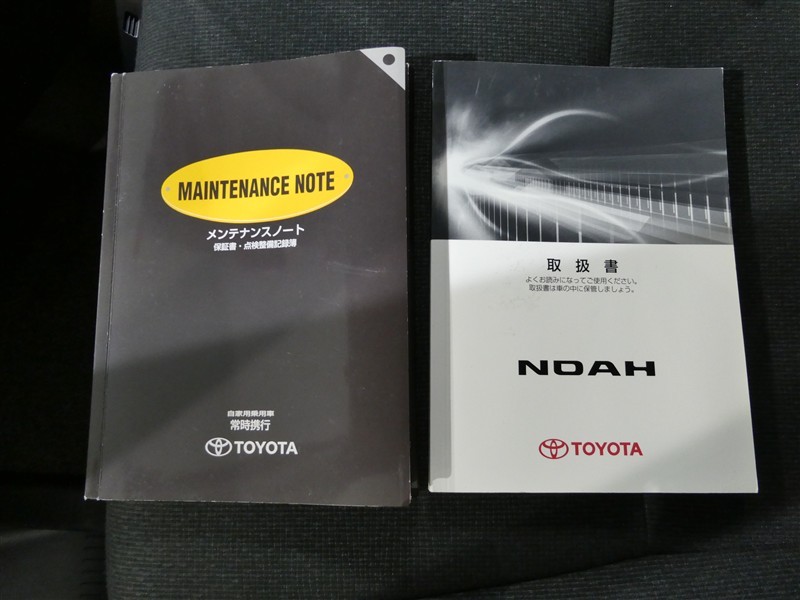 MAINTENANCE NOTE
メンテナンスノート
保証書・点検整備記録簿
自家用乗用車
常時携行
TOYOTA
取扱書
よくお読みになってご使用ください。
取扱書は車の中に保管しましょう。
NOAH
TOYOTA